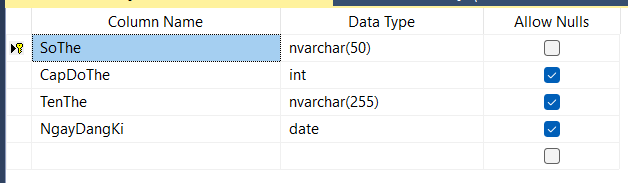 Column Name Data Type Allow Nulls
SoThe nvarchar(50)
CapDoThe int
TenThe nvarchar(255)
NgayDangKi date